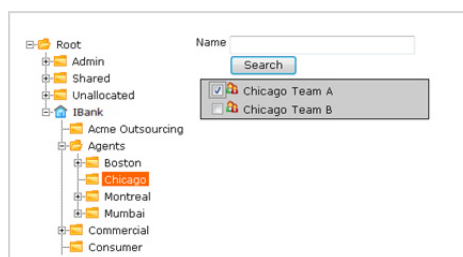 Root
Admin
Shared
Unallocated
IBank
Acme Outsourcing
Agents
Boston
Chicago
Montreal
Mumbai
Commercial
Consumer
Name
Search
Chicago Team A
Chicago Team B